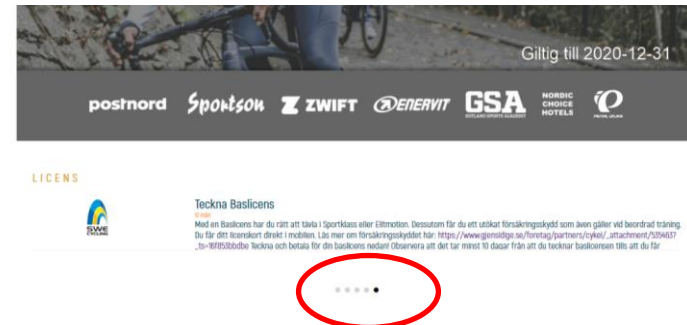 Giltig till 2020-12-31
postnord Sportson ZWIFT ENERVIT GSA NORDIC CHOICE HOTELS
GOTLAND SPORTS ACADEMY PEARL IZUMI
LICENS
SWE
CYCLING
Teckna Baslicens
Med en Baslicens har du rätt att tävla i Sportklass eller Elitmotion. Dessutom får du ett utökat försäkringsskydd som även gäller vid beordrad träning.
Du får ditt licenskort direkt i mobilen. Läs mer om försäkringsskyddet här: https://www.gjensidige.se/foretag/partners/cykel/_attachment/535463?
_ts=16f853bbdbe Teckna och betala för din baslicens nedan! Observera att det tar minst 10 dagar från att du tecknar baslicensen tills att du får